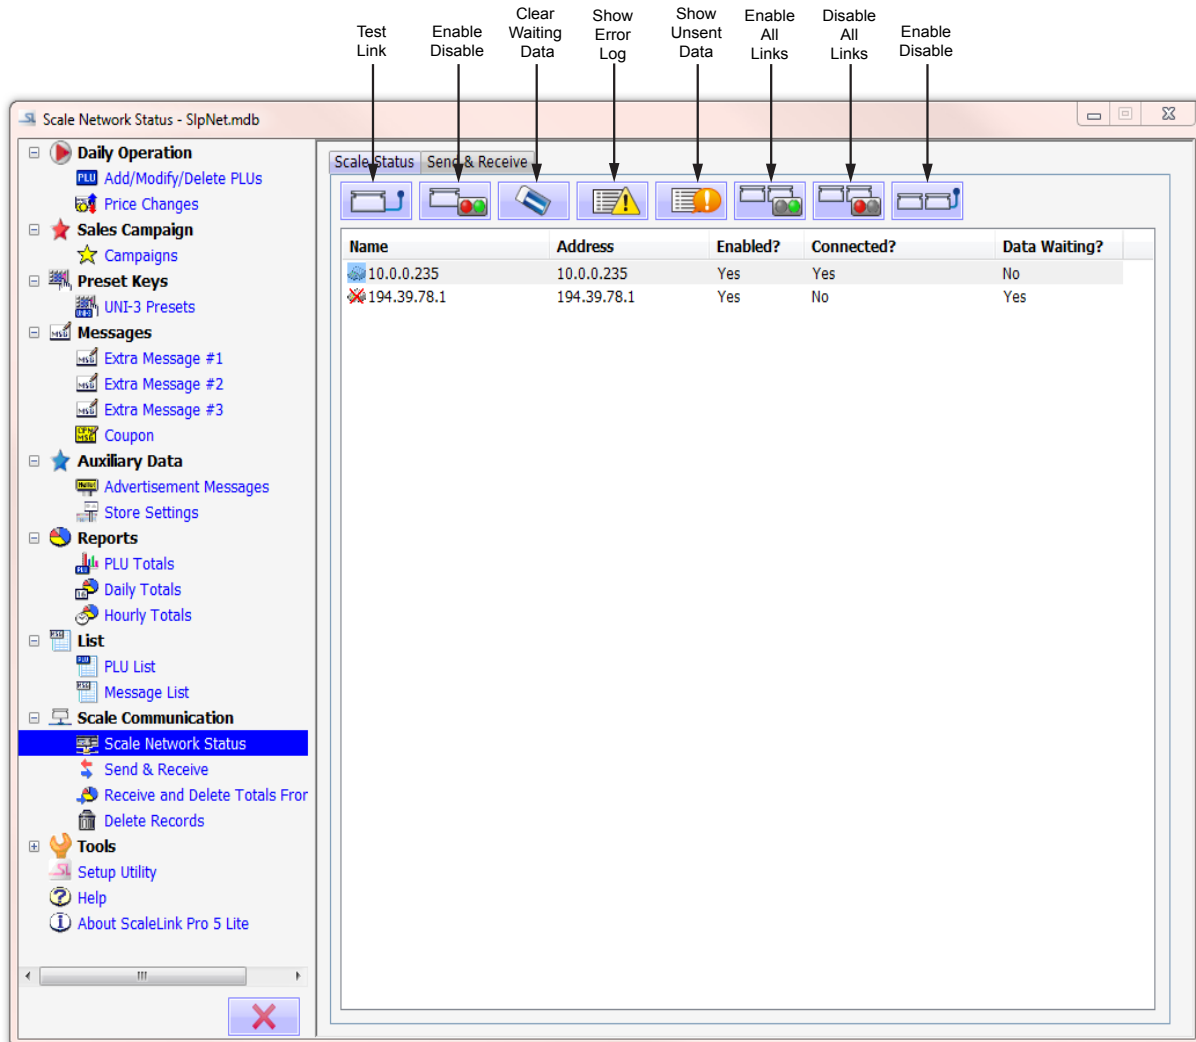 Test Link
Enable Disable
Clear Waiting Data
Show Error Log
Show Unsent Data
Enable All Links
Disable All Links
Enable Disable
Scale Network Status - SlpNet.mdb
Daily Operation
Add/Modify/Delete PLUs
Price Changes
Sales Campaign
Campaigns
Preset Keys
UNI-3 Presets
Messages
Extra Message #1
Extra Message #2
Extra Message #3
Coupon
Auxiliary Data
Advertisement Messages
Store Settings
Reports
PLU Totals
Daily Totals
Hourly Totals
List
PLU List
Message List
Scale Communication
Scale Network Status
Send & Receive
Receive and Delete Totals Fror
Delete Records
Tools
Setup Utility
Help
About ScaleLink Pro 5 Lite
Scale Status Send & Receive
Name Address Enabled? Connected? Data Waiting?
10.0.0.235 10.0.0.235 Yes Yes No
194.39.78.1 194.39.78.1 Yes No Yes